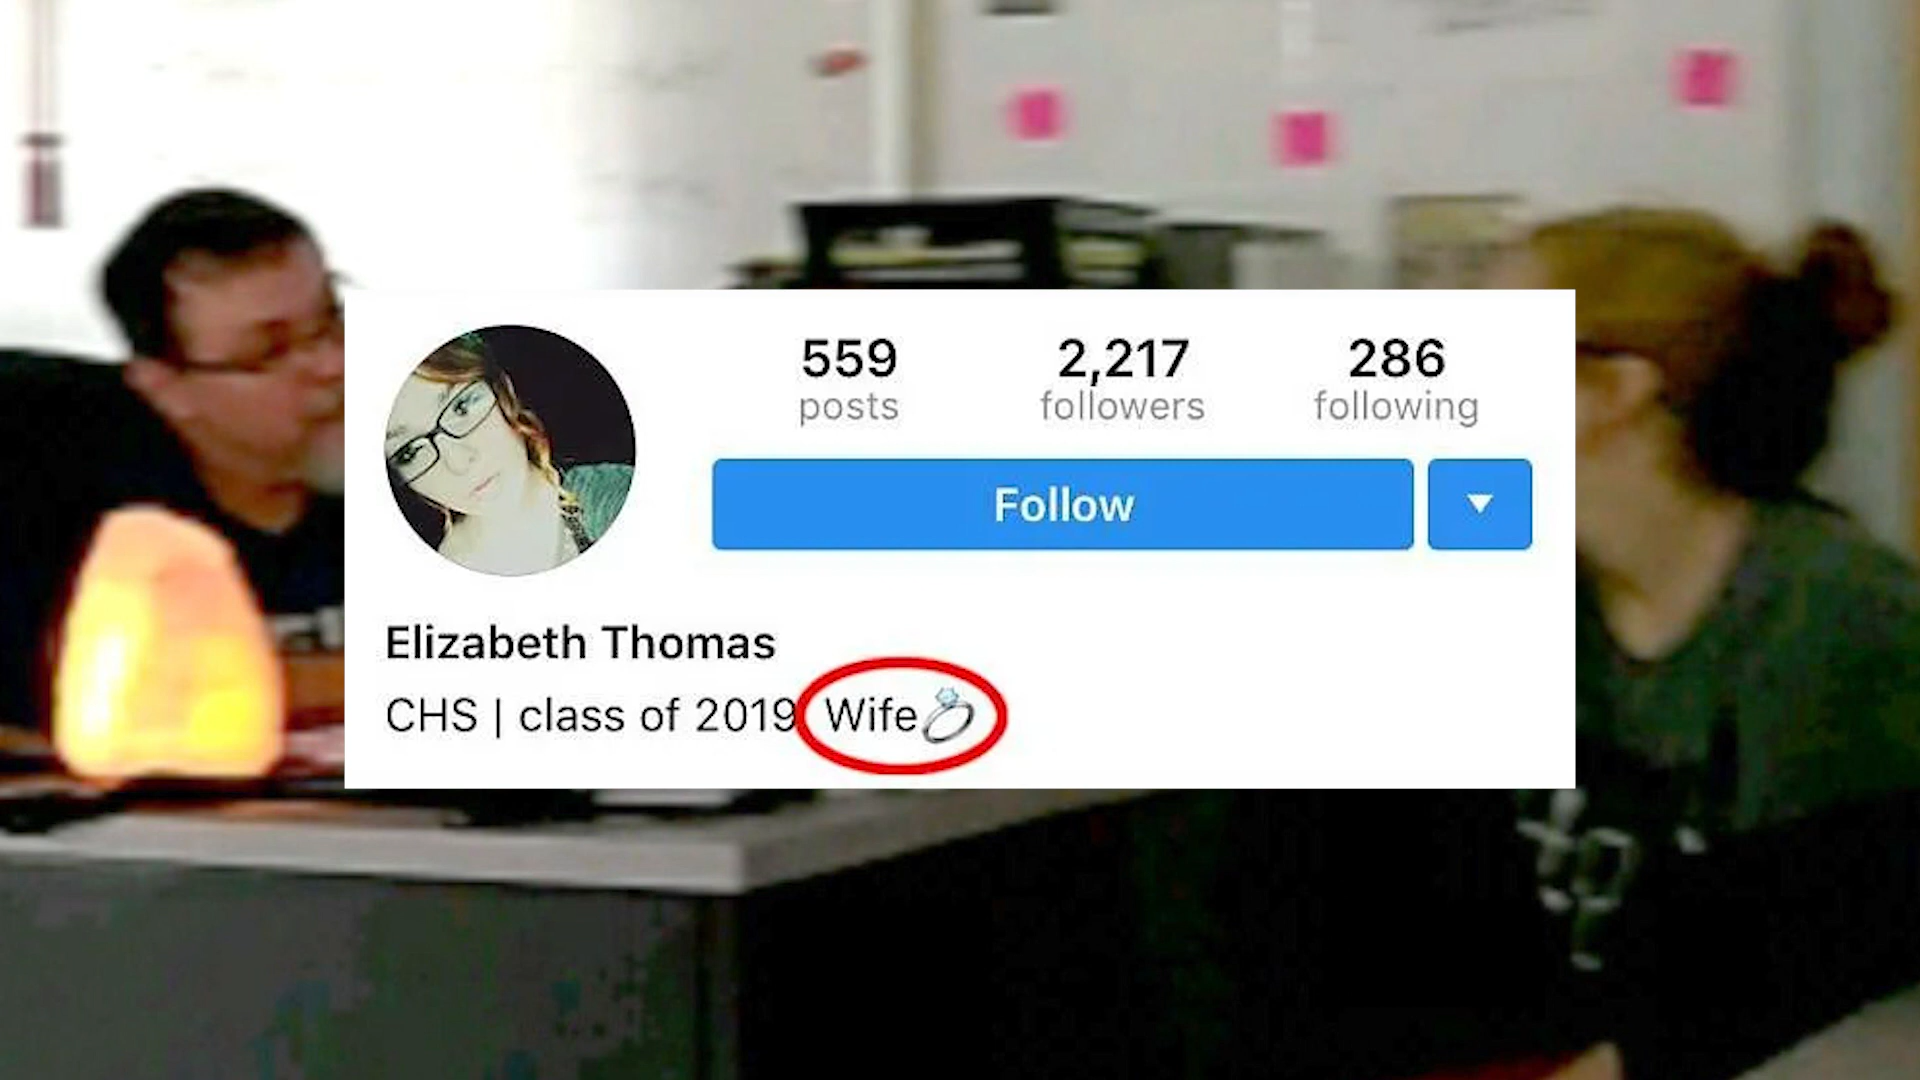 559 2,217 286
posts followers following
Follow
Elizabeth Thomas
CHS | class of 2019 Wife